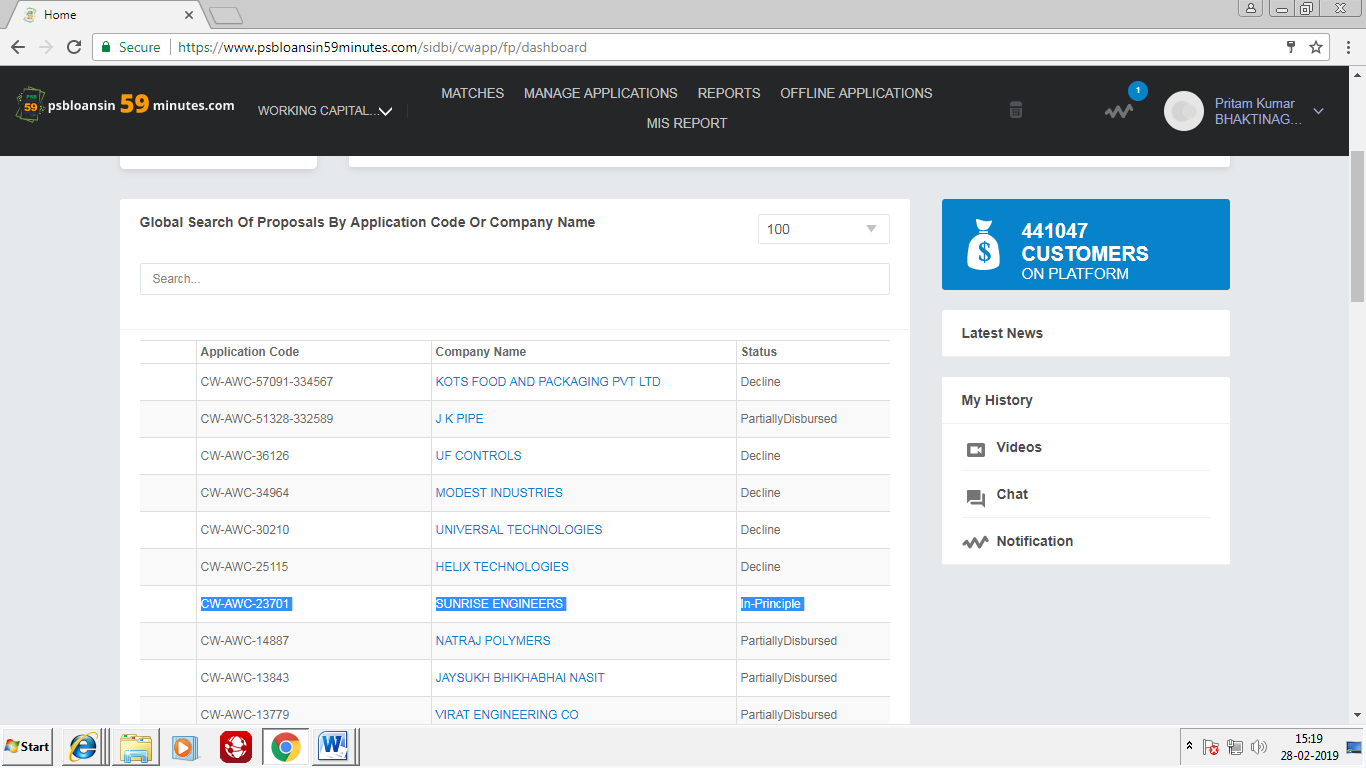 Home
Secure https://www.psbloansin59minutes.com/sidbi/cwapp/fp/dashboard
PSB 59 psbloansin 59 minutes.com
WORKING CAPITAL...
MATCHES MANAGE APPLICATIONS REPORTS OFFLINE APPLICATIONS
MIS REPORT
1
Pritam Kumar
BHAKTINAG...
Global Search Of Proposals By Application Code Or Company Name
100
Search...
Application Code Company Name Status
CW-AWC-57091-334567 KOTS FOOD AND PACKAGING PVT LTD Decline
CW-AWC-51328-332589 J K PIPE PartiallyDisbursed
CW-AWC-36126 UF CONTROLS Decline
CW-AWC-34964 MODEST INDUSTRIES Decline
CW-AWC-30210 UNIVERSAL TECHNOLOGIES Decline
CW-AWC-25115 HELIX TECHNOLOGIES Decline
CW-AWC-23701 SUNRISE ENGINEERS In-Principle
CW-AWC-14887 NATRAJ POLYMERS PartiallyDisbursed
CW-AWC-13843 JAYSUKH BHIKHABHAI NASIT PartiallyDisbursed
CW-AWC-13779 VIRAT ENGINEERING CO PartiallyDisbursed
$
441047
CUSTOMERS
ON PLATFORM
Latest News
My History
Videos
Chat
Notification
Start
15:19
28-02-2019